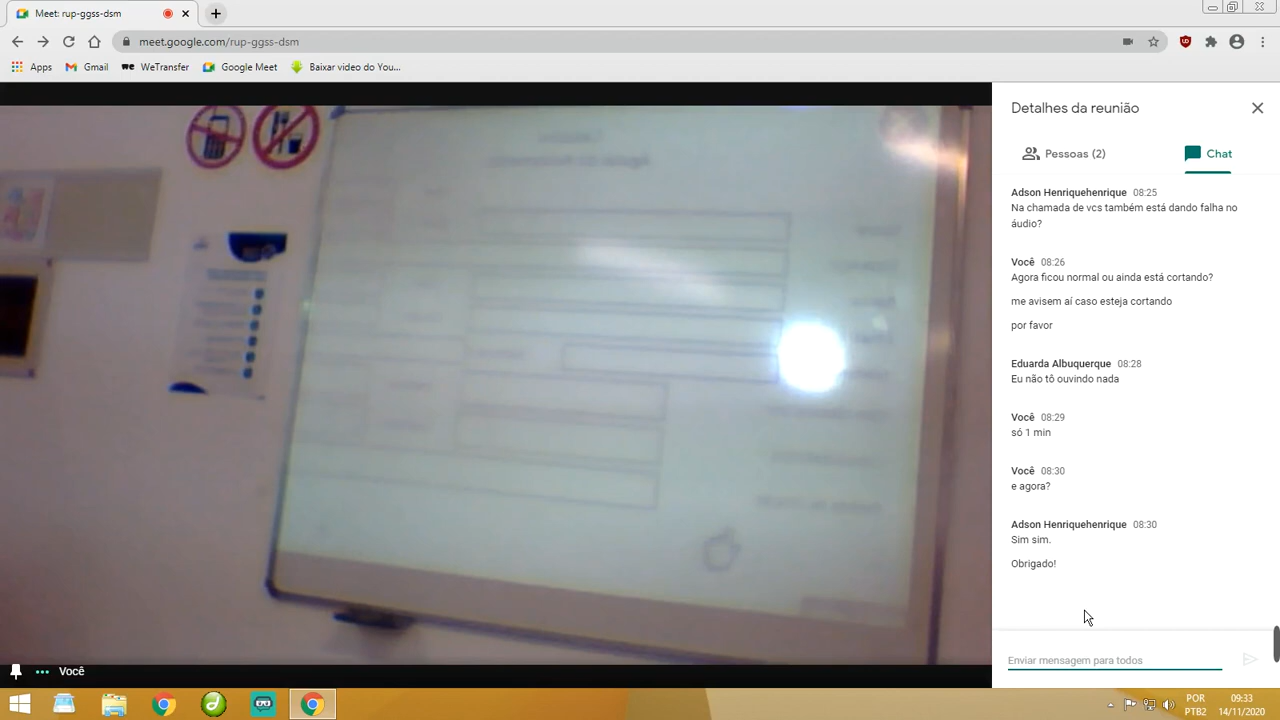 Meet: rup-ggss-dsm
meet.google.com/rup-ggss-dsm
Apps
Gmail
WeTransfer
Google Meet
Baixar video do You...
Detalhes da reunião
Pessoas (2)
Chat
Adson Henriquehenrique 08:25
Na chamada de vcs também está dando falha no
áudio?
Você 08:26
Agora ficou normal ou ainda está cortando?
me avisem aí caso esteja cortando
por favor
Eduarda Albuquerque 08:28
Eu não tô ouvindo nada
Você 08:29
só 1 min
Você 08:30
e agora?
Adson Henriquehenrique 08:30
Sim sim.
Obrigado!
Enviar mensagem para todos
Você
POR
PTB2
09:33
14/11/2020